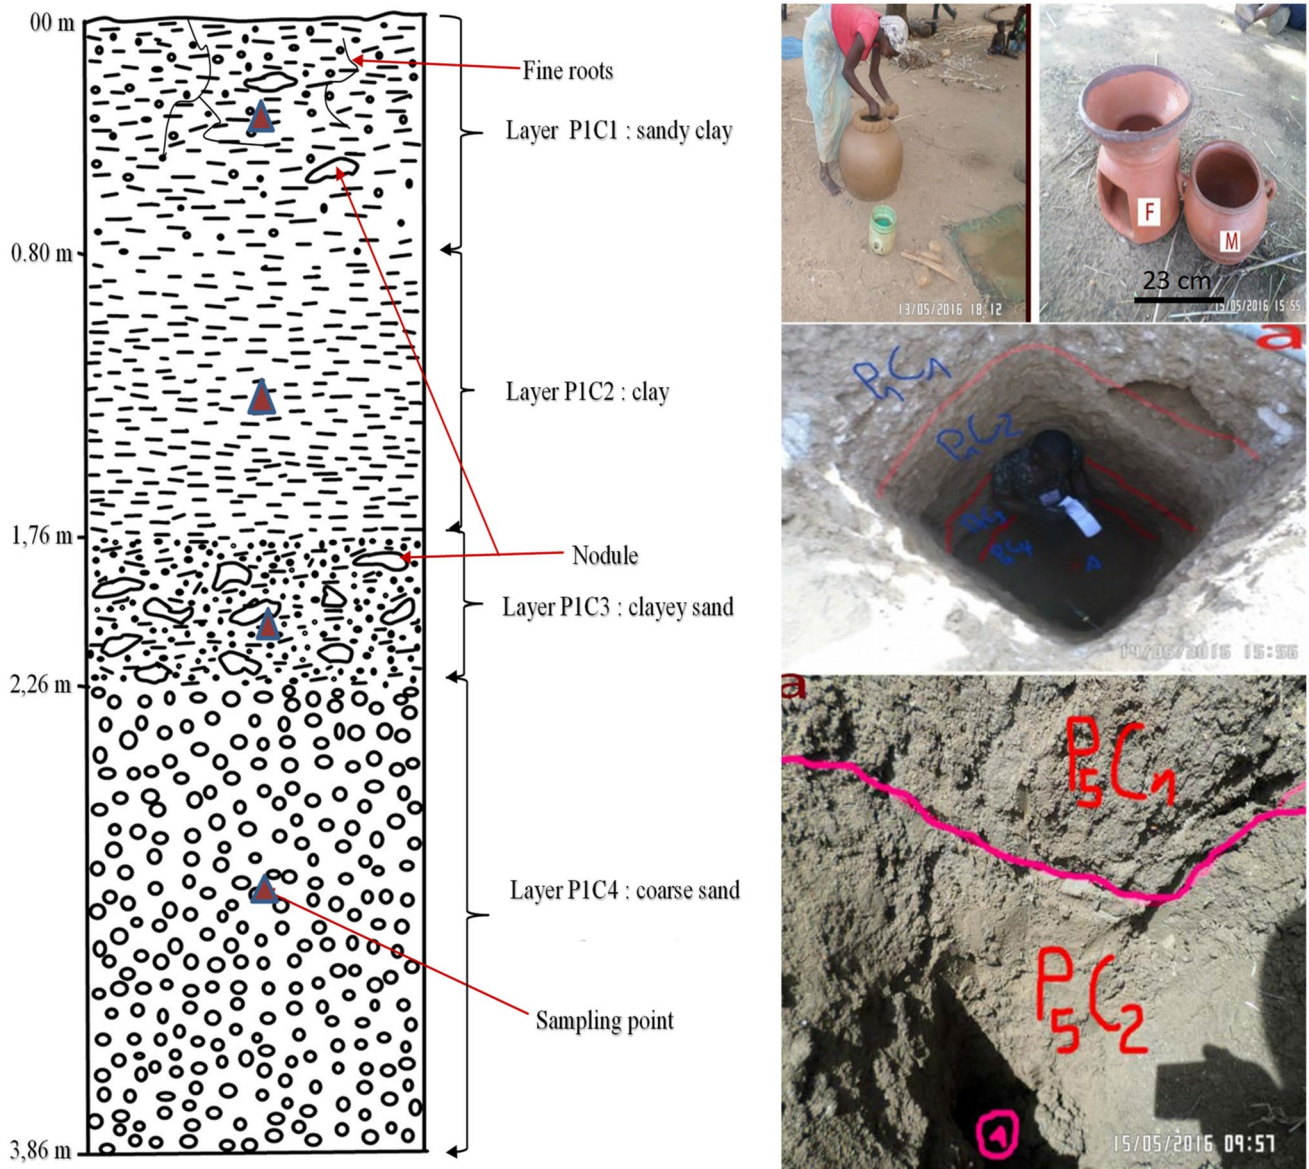 00 m
Fine roots
Layer P1C1 : sandy clay
0.80 m
Layer P1C2 : clay
1,76 m
Nodule
Layer P1C3 : clayey sand
2,26 m
Layer P1C4 : coarse sand
Sampling point
3,86 m
13/05/2016 18:12
F
M
23 cm
15/05/2016 15:55
a
P1C1
P1C2
P1C4
A
14/05/2016 15:56
a
P5C1
P5C2
15/05/2016 09:57